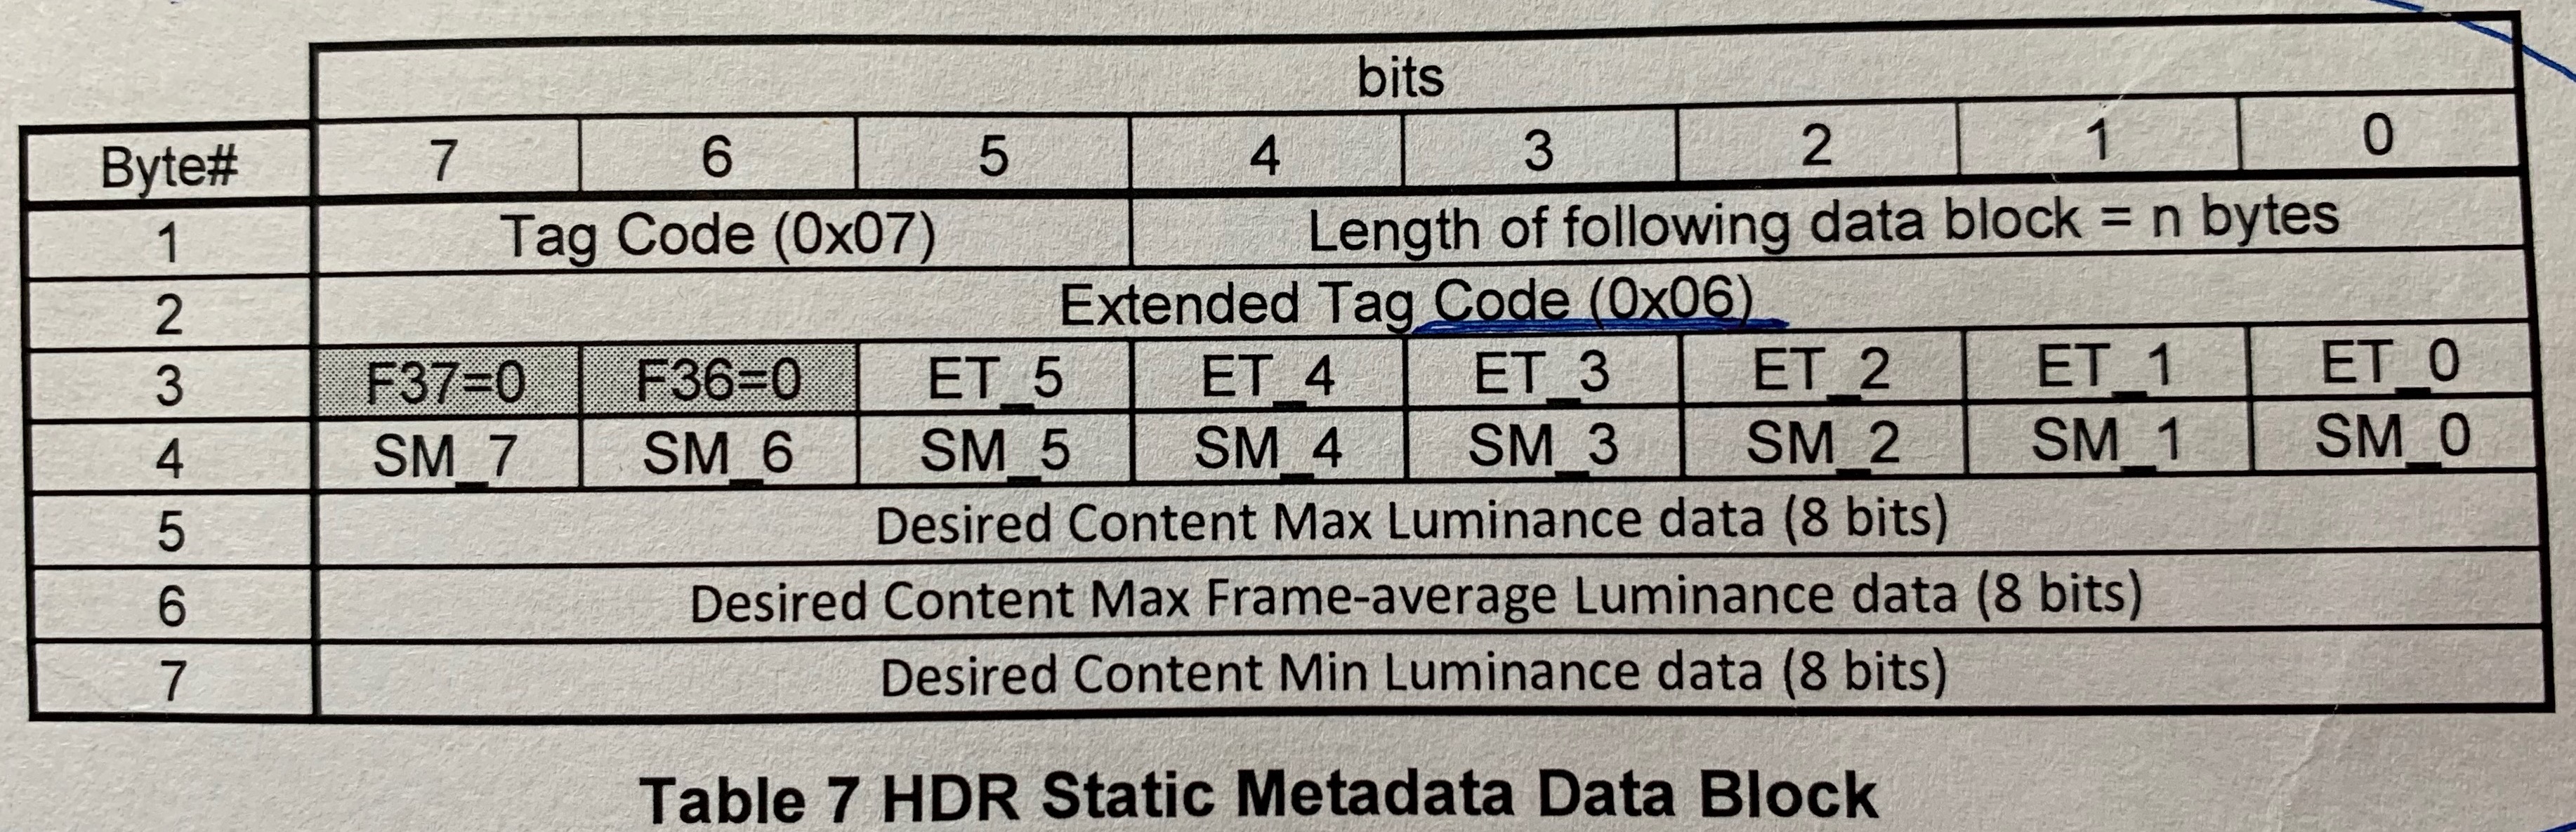 bits
Byte# 7 6 5 4 3 2 1 0
1 Tag Code (0x07) Length of following data block = n bytes
2 Extended Tag Code (0x06)
3 F37=0 F36=0 ET_5 ET_4 ET_3 ET_2 ET_1 ET_0
4 SM_7 SM_6 SM_5 SM_4 SM_3 SM_2 SM_1 SM_0
5 Desired Content Max Luminance data (8 bits)
6 Desired Content Max Frame-average Luminance data (8 bits)
7 Desired Content Min Luminance data (8 bits)
Table 7 HDR Static Metadata Data Block